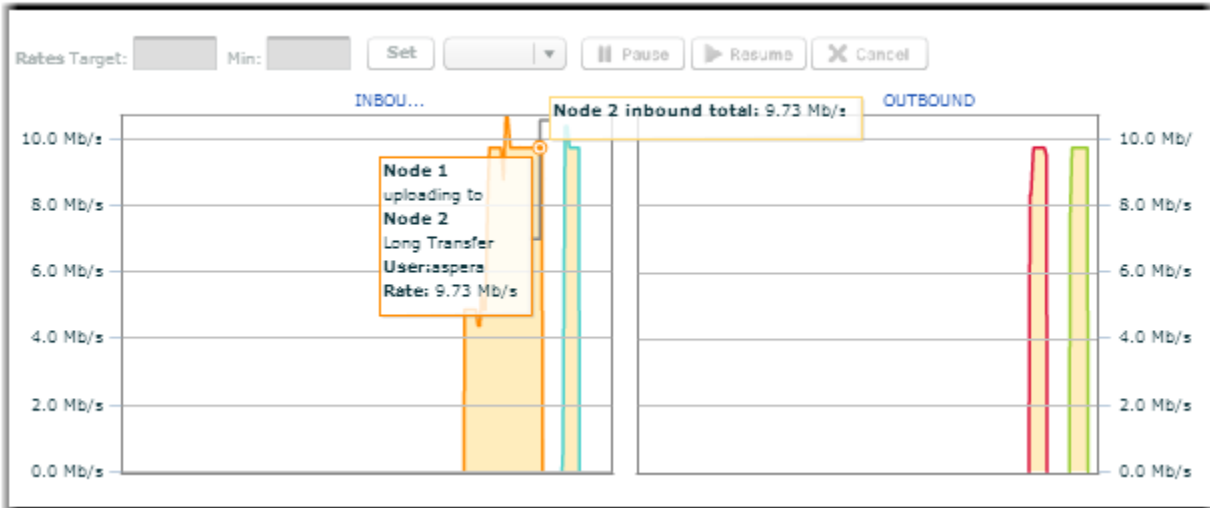 Rates Target: Min: Set Pause Resume Cancel
INBOU... OUTBOUND
Node 2 inbound total: 9.73 Mb/s
10.0 Mb/s 10.0 Mb/
Node 1
uploading to
8.0 Mb/s Node 2 8.0 Mb/s
Long Transfer
6.0 Mb/s User:aspera 6.0 Mb/s
Rate: 9.73 Mb/s
4.0 Mb/s 4.0 Mb/s
2.0 Mb/s 2.0 Mb/s
0.0 Mb/s 0.0 Mb/s